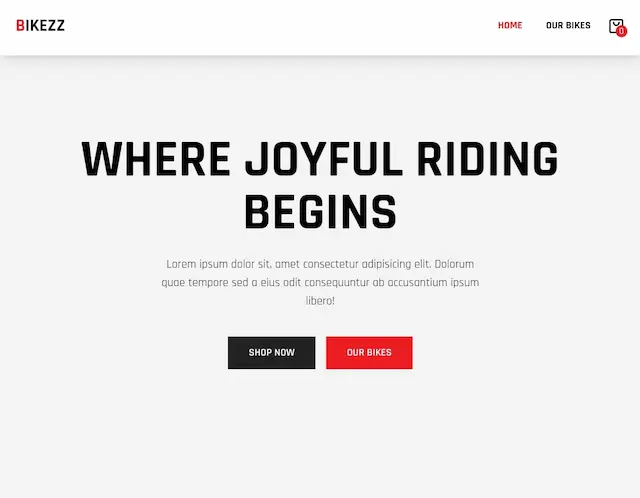 BIKEZZ
HOME OUR BIKES 0
WHERE JOYFUL RIDING
BEGINS
Lorem ipsum dolor sit, amet consectetur adipisicing elit. Dolorum
quae tempore sed a eius odit consequuntur ab accusantium ipsum
libero!
SHOP NOW OUR BIKES